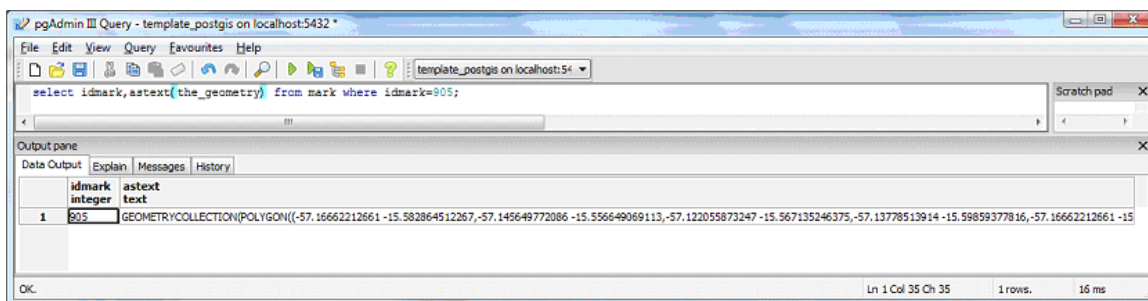 pgAdmin III Query - template_postgis on localhost:5432 *
File Edit View Query Favourites Help
template_postgis on localhost:54
select idmark,astext(the_geometry) from mark where idmark=905;
Scratch pad
Output pane
Data Output Explain Messages History
idmark astext
integer text
1 905 GEOMETRYCOLLECTION(POLYGON((-57.16662212661 -15.582864512267,-57.145649772086 -15.556649069113,-57.122055873247 -15.567135246375,-57.13778513914 -15.59859377816,-57.16662212661 -15
OK. Ln 1 Col 35 Ch 35 1 rows. 16 ms